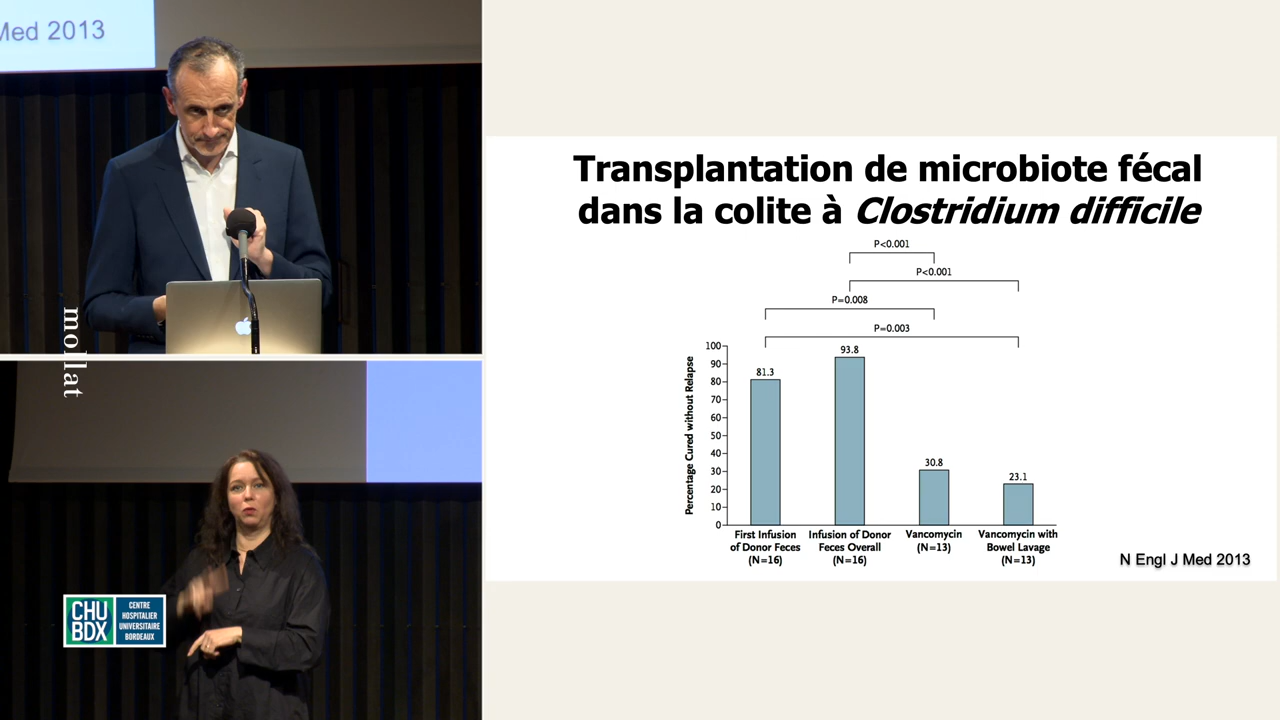 Med 2013
mollat
CHU
BDX
CENTRE
HOSPITALIER
UNIVERSITAIRE
BORDEAUX
Transplantation de microbiote fécal
dans la colite à Clostridium difficile
P<0.001
P<0.001
P=0.008
P=0.003
Percentage Cured without Relapse
100
90
80
70
60
50
40
30
20
10
0
81.3
93.8
30.8
23.1
First Infusion
of Donor Feces
(N=16)
Infusion of Donor
Feces Overall
(N=16)
Vancomycin
(N=13)
Vancomycin with
Bowel Lavage
(N=13)
N Engl J Med 2013